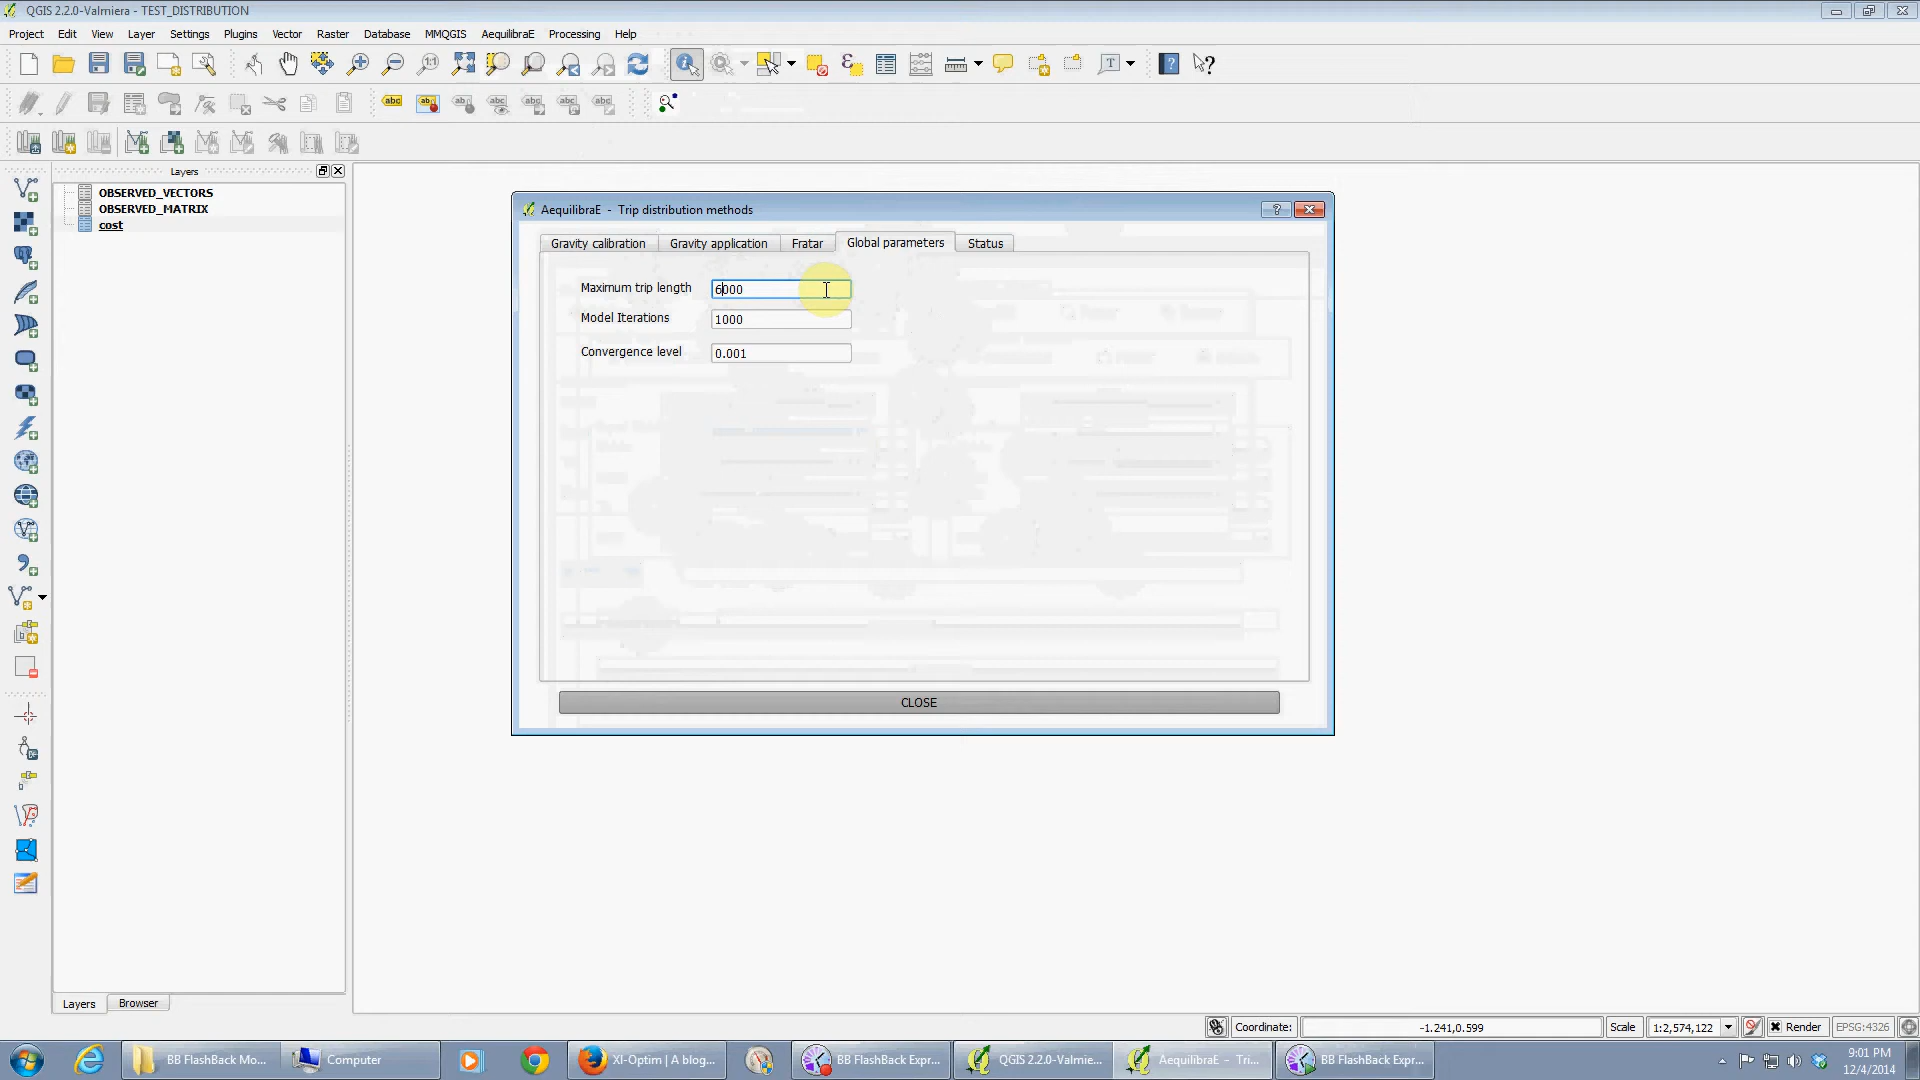 QGIS 2.2.0-Valmiera - TEST_DISTRIBUTION
Project Edit View Layer Settings Plugins Vector Raster Database MMQGIS AequilibraE Processing Help
Layers
OBSERVED_VECTORS
OBSERVED_MATRIX
cost
AequilibraE - Trip distribution methods
Gravity calibration Gravity application Fratar Global parameters Status
Maximum trip length 6000
Model Iterations 1000
Convergence level 0.001
CLOSE
Layers Browser
Coordinate: -1.241,0.599 Scale 1:2,574,122 Render EPSG:4326
BB FlashBack Mo... Computer XI-Optim | A blog... BB FlashBack Expr... QGIS 2.2.0-Valmie... AequilibraE - Tri... BB FlashBack Expr... 9:01 PM
12/4/2014